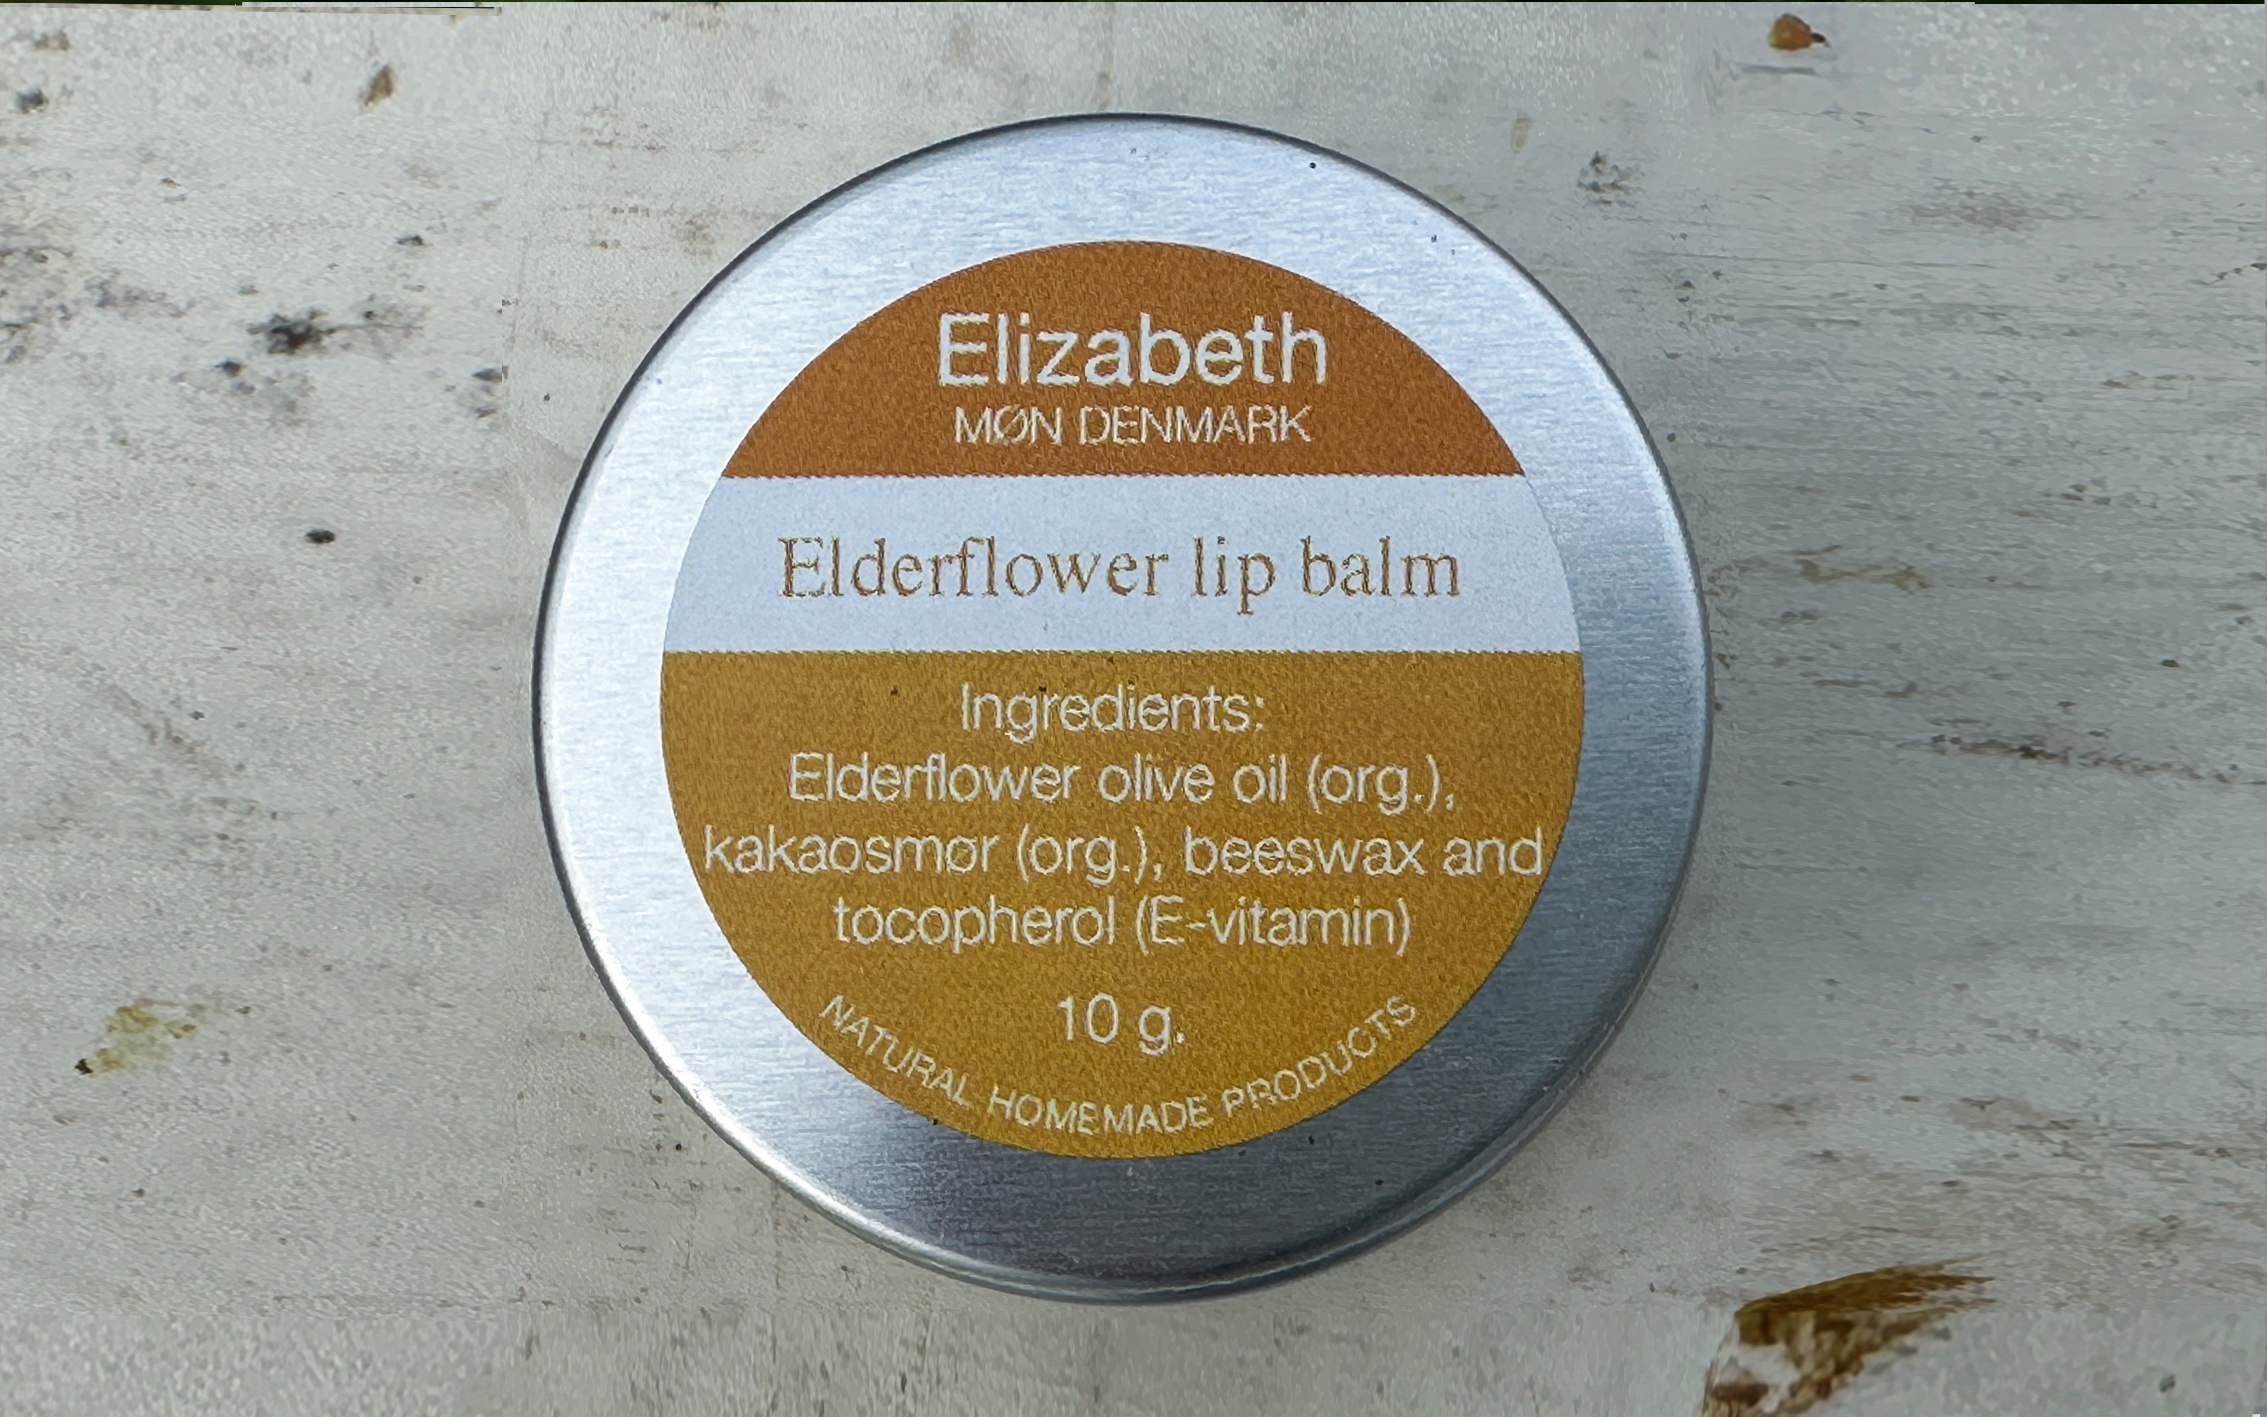 Elizabeth
MØN DENMARK
Elderflower lip balm
Ingredients:
Elderflower olive oil (org.),
kakaosmør (org.), beeswax and
tocopherol (E-vitamin)
10 g.
NATURAL HOMEMADE PRODUCTS